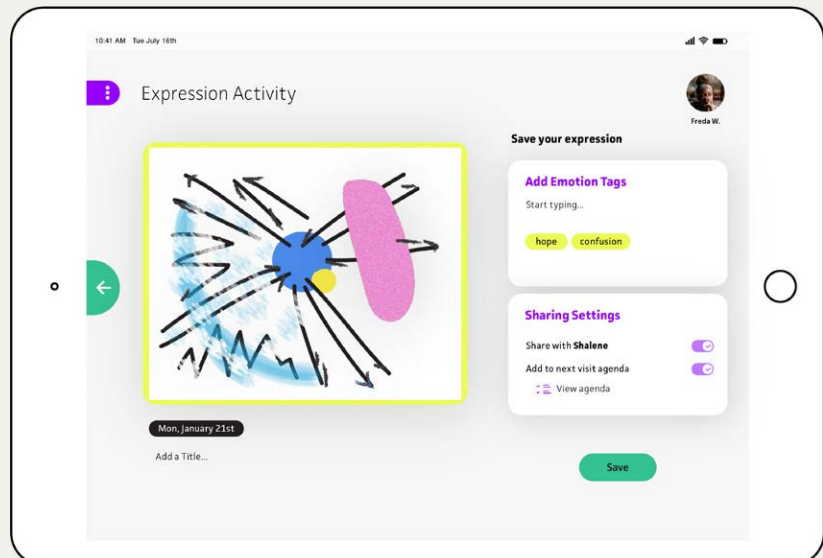 10:41 AM Tue July 16th
Expression Activity
Freda W.
Save your expression
Add Emotion Tags
Start typing...
hope confusion
Sharing Settings
Share with Shalene
Add to next visit agenda
View agenda
Mon, January 21st
Add a Title...
Save